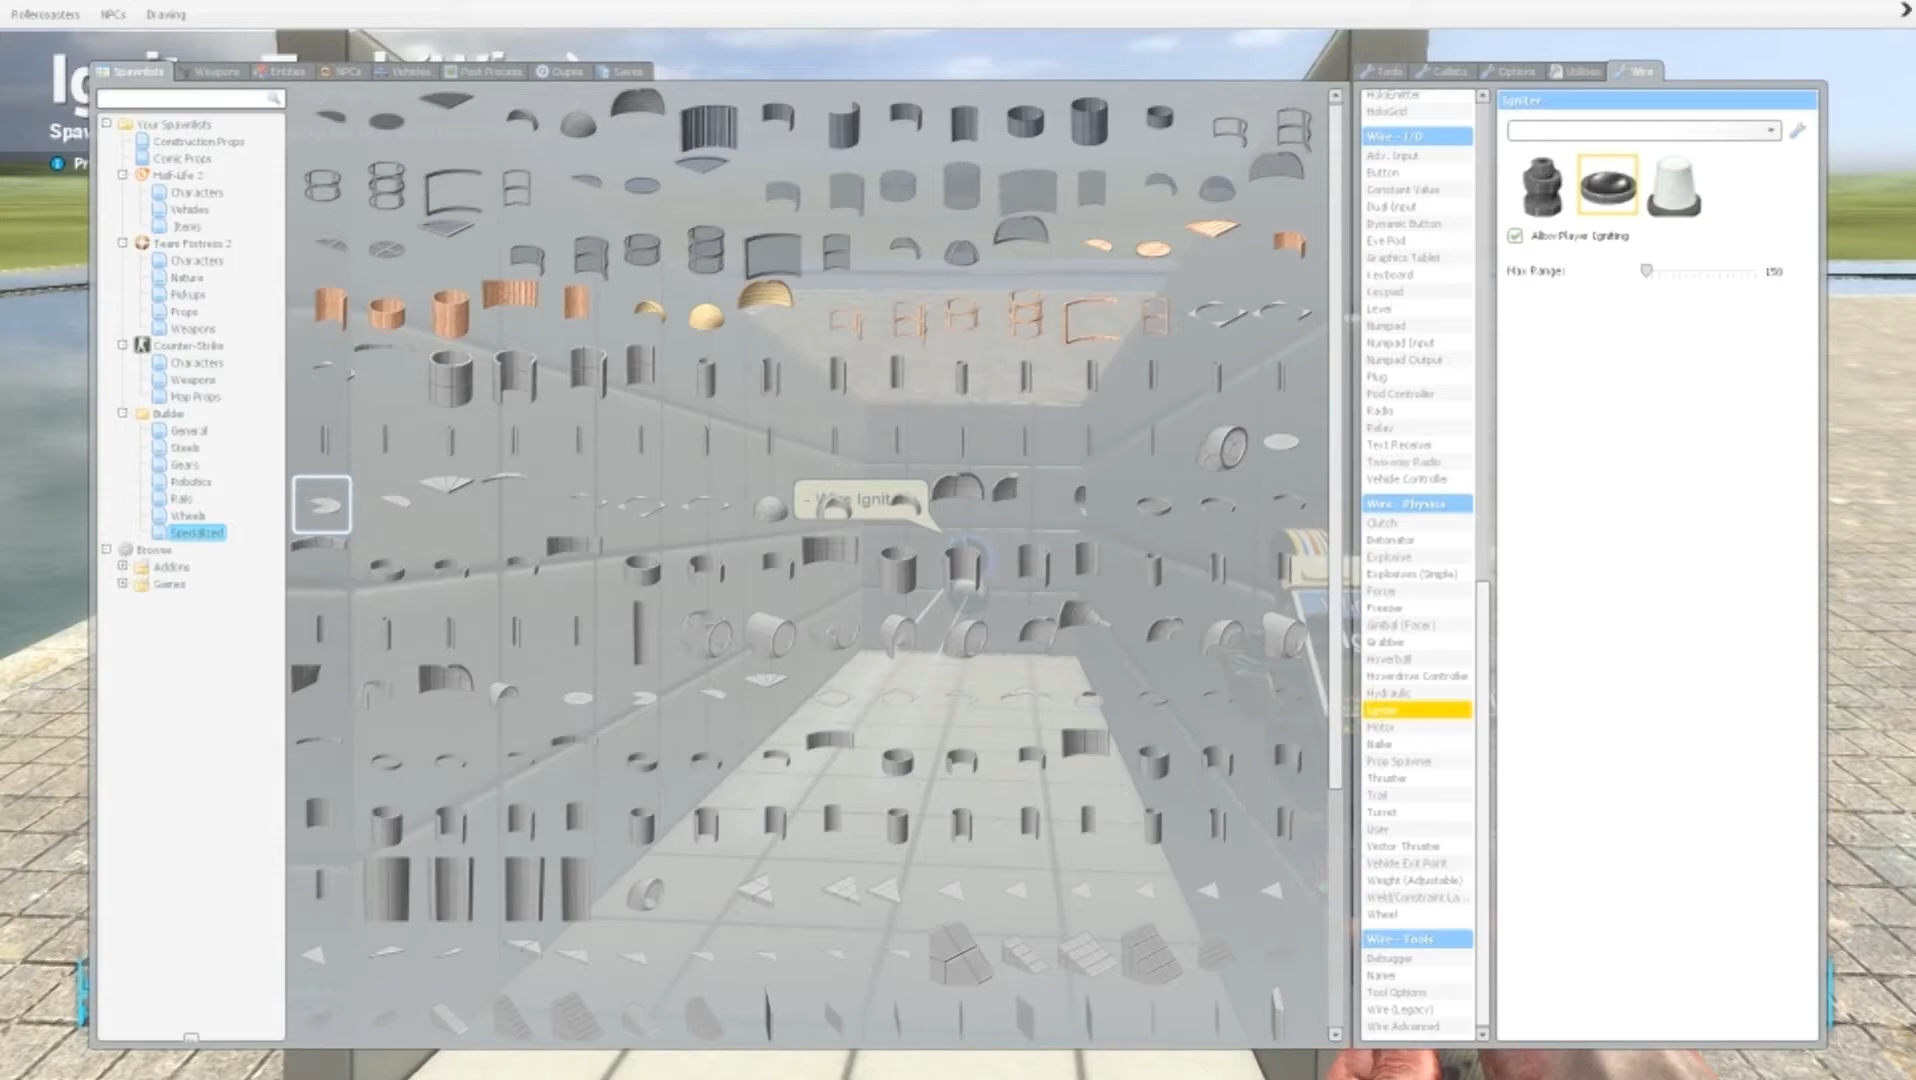 Rollercoasters NPCs Drawing
Spawnlists Weapons Entities NPCs Vehicles Post Process Dupes Saves
Your Spawnlists
Construction Props
Comic Props
Half-Life 2
Characters
Vehicles
Items
Team Fortress 2
Characters
Nature
Pickups
Props
Weapons
Counter-Strike
Characters
Weapons
Map Props
Builder
General
Steels
Gears
Robotics
Rails
Wheels
Specialized
Browse
Addons
Games
- Wire Ignit
Tools Options Utilities Wire
HoloEmitter
HoloGrid
Wire - I/O
Adv. Input
Button
Constant Value
Dual Input
Dynamic Button
Eye Pod
Graphics Tablet
Keyboard
Keypad
Lever
Numpad
Numpad Input
Numpad Output
Plug
Pod Controller
Radio
Relay
Text Receiver
Two-way Radio
Vehicle Controller
Wire - Physics
Clutch
Detonator
Explosive
Explosives (Simple)
Forcer
Freezer
Gimbal (Facer)
Grabber
Hoverball
Hoverdrive Controller
Hydraulic
Igniter
Motor
Nailer
Prop Spawner
Thruster
Trail
Turret
User
Vector Thruster
Vehicle Exit Point
Weight (Adjustable)
Weld/Constraint La...
Wheel
Wire - Tools
Debugger
Namer
Tool Options
Wire (Legacy)
Wire Advanced
Igniter
Allow Player Igniting
Max Range: 150